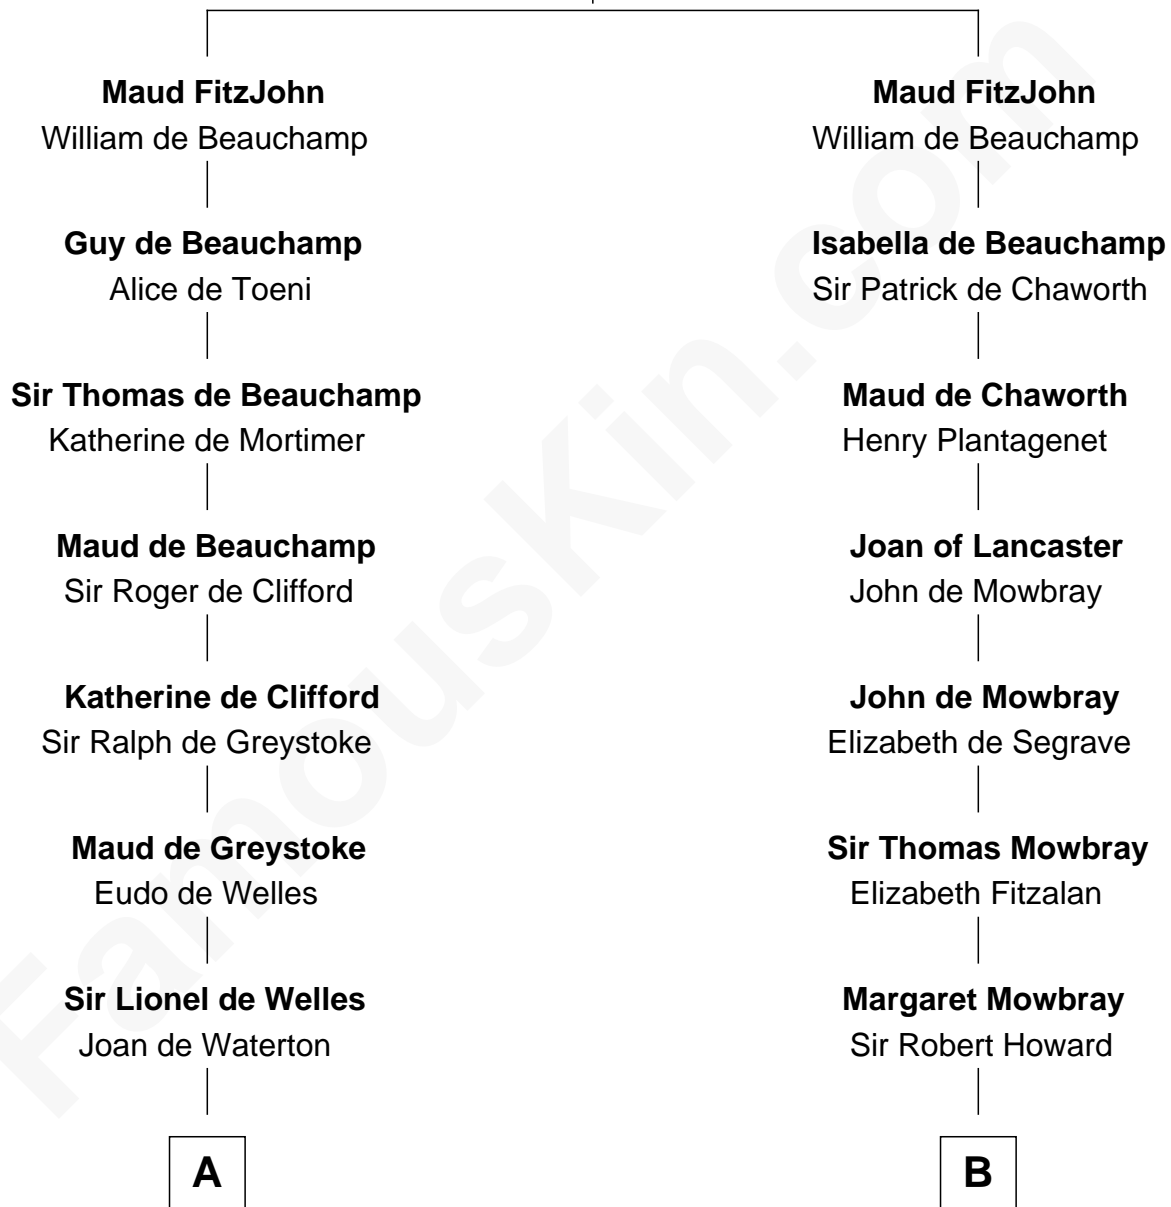 Maud FitzJohn
William de Beauchamp
Guy de Beauchamp
Alice de Toeni
Sir Thomas de Beauchamp
Katherine de Mortimer
Maud de Beauchamp
Sir Roger de Clifford
Katherine de Clifford
Sir Ralph de Greystoke
Maud de Greystoke
Eudo de Welles
Sir Lionel de Welles
Joan de Waterton
A
Maud FitzJohn
William de Beauchamp
Isabella de Beauchamp
Sir Patrick de Chaworth
Maud de Chaworth
Henry Plantagenet
Joan of Lancaster
John de Mowbray
John de Mowbray
Elizabeth de Segrave
Sir Thomas Mowbray
Elizabeth Fitzalan
Margaret Mowbray
Sir Robert Howard
B
FamousKin.com